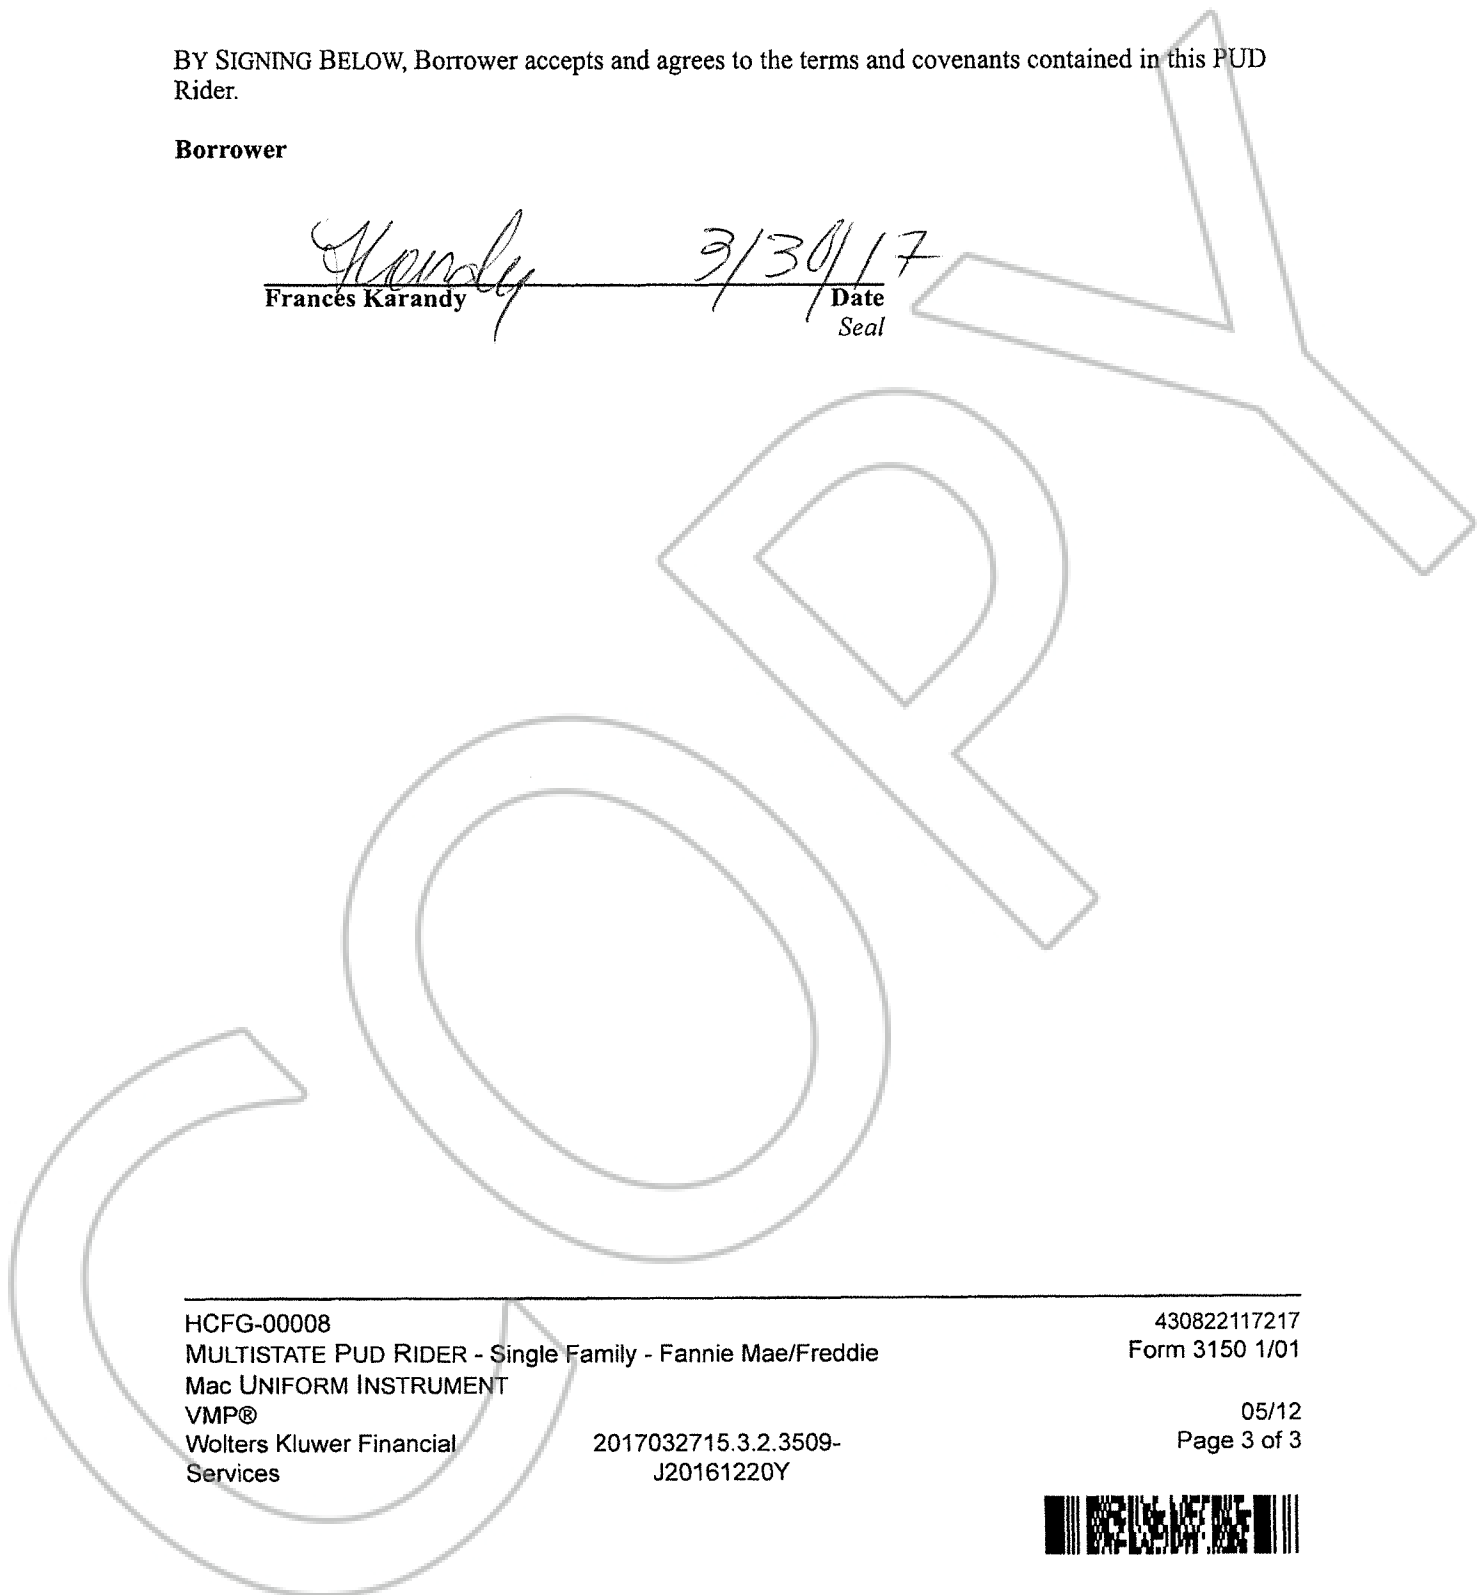 BY SIGNING BELOW, Borrower accepts and agrees to the terms and covenants contained in this PUD
Rider.
Borrower
3/30/17
Frances Karandy
Date
Seal
COPY
HCFG-00008
430822117217
MULTISTATE PUD RIDER - Single Family - Fannie Mae/Freddie
Form 3150 1/01
Mac UNIFORM INSTRUMENT
VMP®
05/12
Wolters Kluwer Financial
2017032715.3.2.3509-
Page 3 of 3
Services
J20161220Y